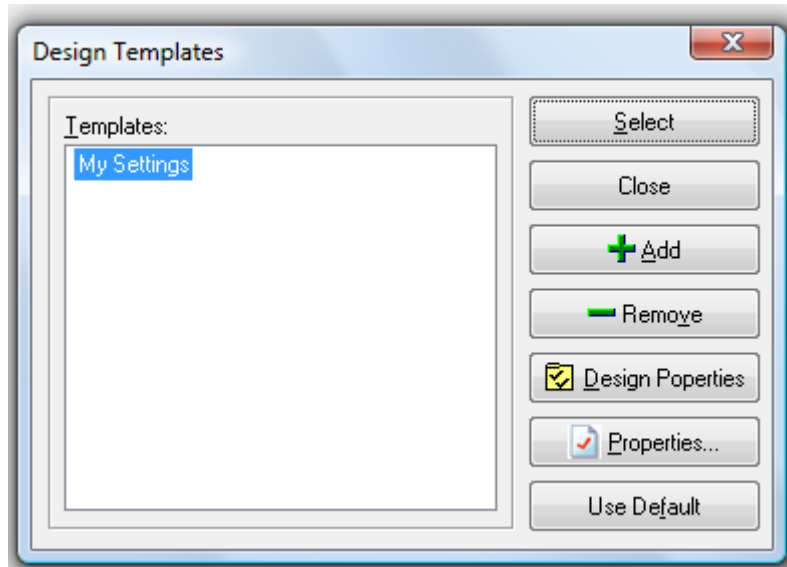 Design Templates
Templates:
My Settings
Select
Close
Add
Remove
Design Poperties
Properties...
Use Default